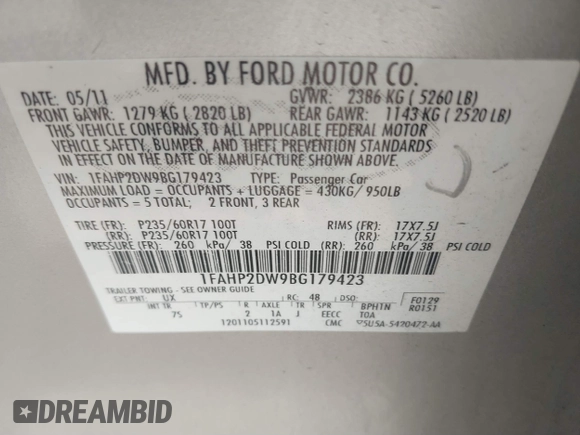 MFD. BY FORD MOTOR CO.
DATE: 05/11 GVWR: 2386 KG ( 5260 LB)
FRONT GAWR: 1279 KG ( 2820 LB) REAR GAWR: 1143 KG ( 2520 LB)
THIS VEHICLE CONFORMS TO ALL APPLICABLE FEDERAL MOTOR
VEHICLE SAFETY, BUMPER, AND THEFT PREVENTION STANDARDS
IN EFFECT ON THE DATE OF MANUFACTURE SHOWN ABOVE.
VIN: 1FAHP2DW9BG179423 TYPE: Passenger Car
MAXIMUM LOAD = OCCUPANTS + LUGGAGE = 430KG/ 950LB
OCCUPANTS = 5 TOTAL; 2 FRONT, 3 REAR
TIRE (FR): P235/60R17 100T RIMS (FR): 17X7.5J
(RR): P235/60R17 100T (RR): 17X7.5J
PRESSURE (FR): 260 kPa/ 38 PSI COLD (RR): 260 kPa/ 38 PSI COLD
1FAHP2DW9BG179423
TRAILER TOWING - SEE OWNER GUIDE
EXT PNT: UX RC: 48 DSO: F0129
INT TR TP/PS R AXLE TR SPR BPHTN R0151
75 2 1A J EECC TOA
1201105112591 CMC 5U5A-5420472-AA
DREAMBID